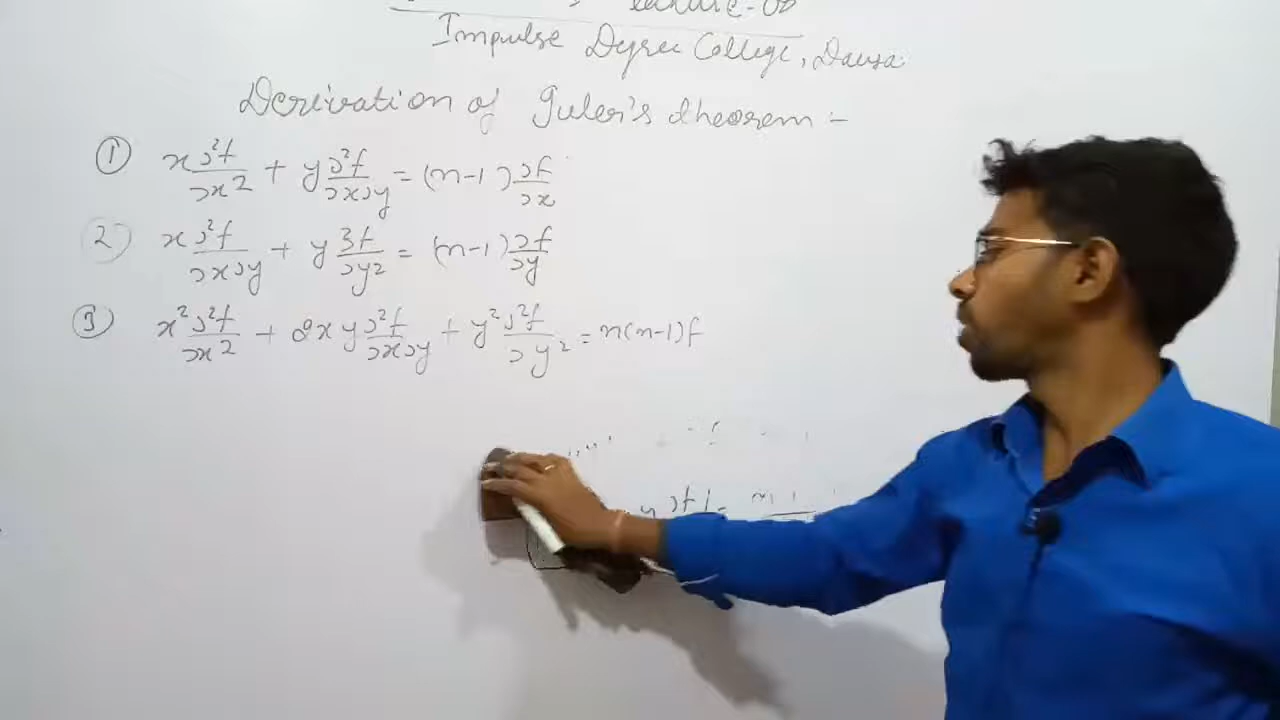 lecture-08
Impulse Degree College, Dausa
Derivation of Euler's theorem :-
① x ∂²f/∂x² + y ∂²f/∂x∂y = (n-1) ∂f/∂x
② x ∂²f/∂x∂y + y ∂²f/∂y² = (n-1) ∂f/∂y
③ x² ∂²f/∂x² + 2xy ∂²f/∂x∂y + y² ∂²f/∂y² = n(n-1)f